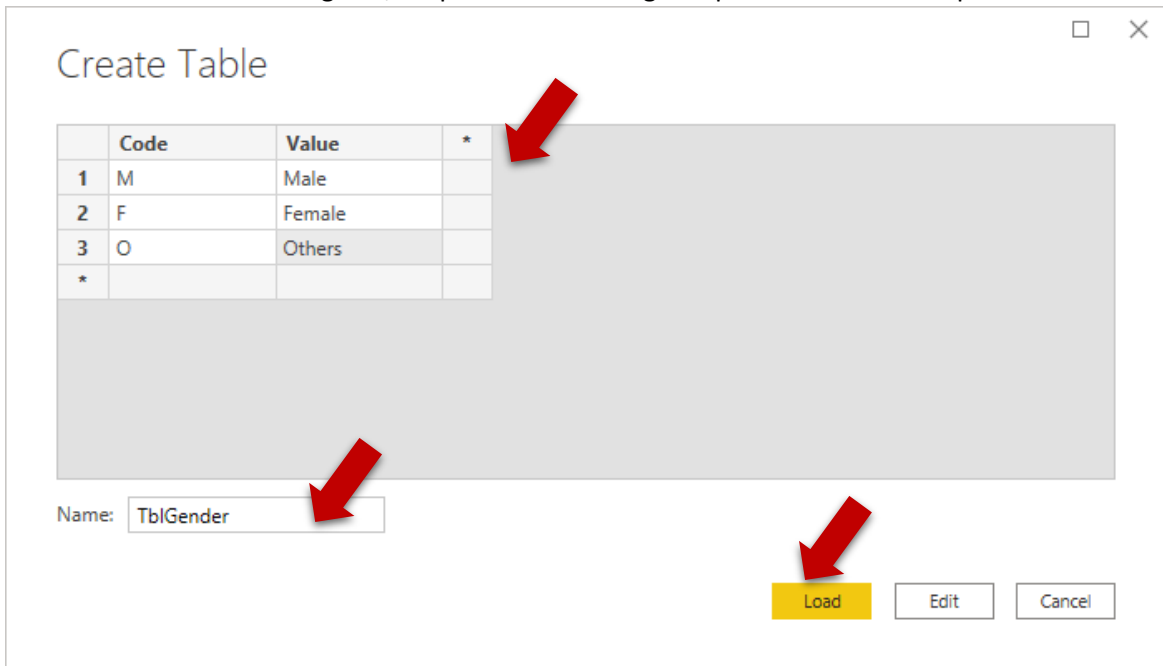 Create Table
Code Value *
1 M Male
2 F Female
3 O Others
*
Name: TblGender
Load Edit Cancel